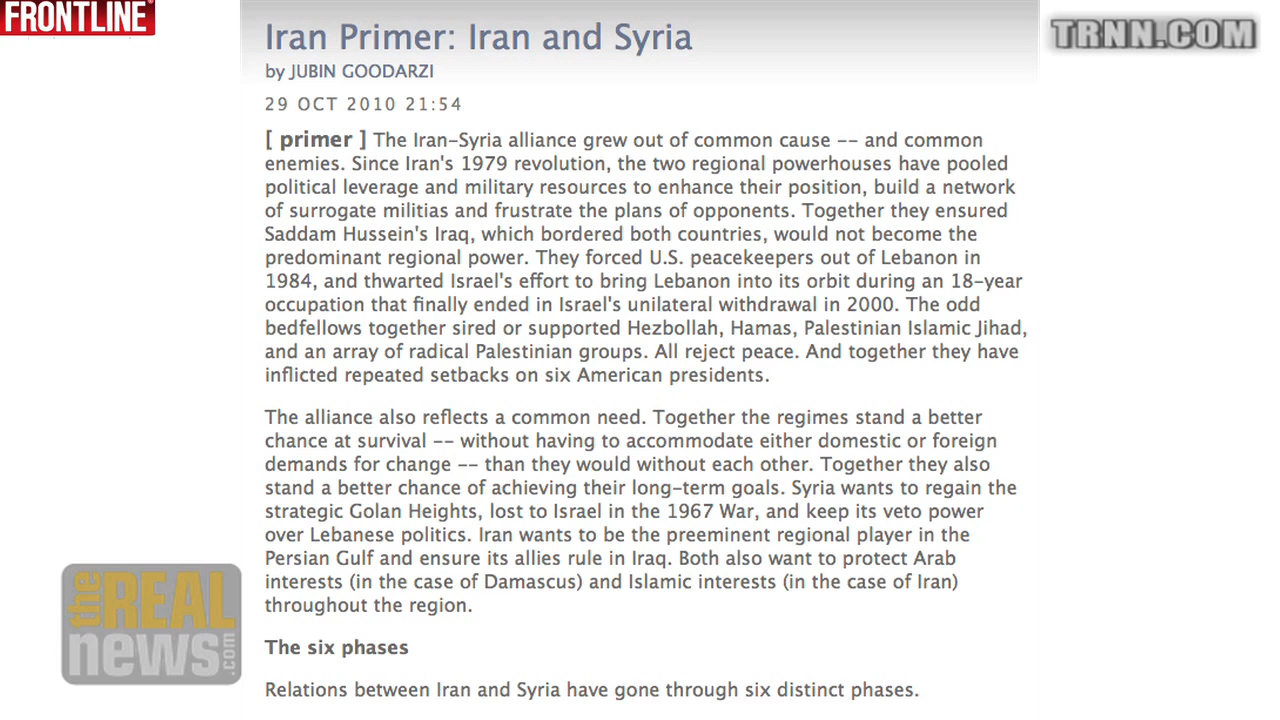 FRONTLINE
TRNN.COM
Iran Primer: Iran and Syria
by JUBIN GOODARZI
29 OCT 2010 21:54
[ primer ] The Iran-Syria alliance grew out of common cause -- and common
enemies. Since Iran's 1979 revolution, the two regional powerhouses have pooled
political leverage and military resources to enhance their position, build a network
of surrogate militias and frustrate the plans of opponents. Together they ensured
Saddam Hussein's Iraq, which bordered both countries, would not become the
predominant regional power. They forced U.S. peacekeepers out of Lebanon in
1984, and thwarted Israel's effort to bring Lebanon into its orbit during an 18-year
occupation that finally ended in Israel's unilateral withdrawal in 2000. The odd
bedfellows together sired or supported Hezbollah, Hamas, Palestinian Islamic Jihad,
and an array of radical Palestinian groups. All reject peace. And together they have
inflicted repeated setbacks on six American presidents.
The alliance also reflects a common need. Together the regimes stand a better
chance at survival -- without having to accommodate either domestic or foreign
demands for change -- than they would without each other. Together they also
stand a better chance of achieving their long-term goals. Syria wants to regain the
strategic Golan Heights, lost to Israel in the 1967 War, and keep its veto power
over Lebanese politics. Iran wants to be the preeminent regional player in the
Persian Gulf and ensure its allies rule in Iraq. Both also want to protect Arab
interests (in the case of Damascus) and Islamic interests (in the case of Iran)
throughout the region.
The six phases
Relations between Iran and Syria have gone through six distinct phases.
the REAL
news.com